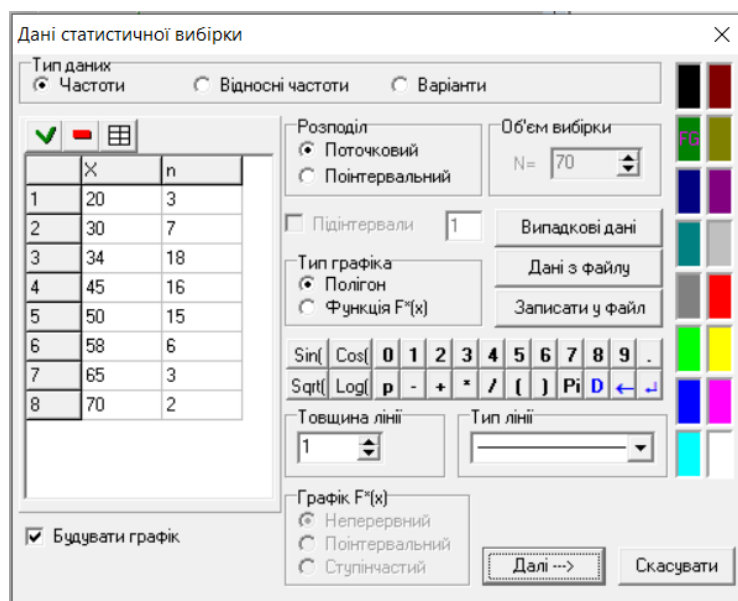 Дані статистичної вибірки
Тип даних
Частоти Відносні частоти Варіанти
X n
1 20 3
2 30 7
3 34 18
4 45 16
5 50 15
6 58 6
7 65 3
8 70 2
Будувати графік
Розподіл
Поточковий
Поінтервальний
Об'єм вибірки
N= 70
Підінтервали 1
Випадкові дані
Тип графіка
Полігон
Функція F*(x)
Дані з файлу
Записати у файл
Sin( Cos( 0 1 2 3 4 5 6 7 8 9 .
Sqrt( Log( p - + * / ( ) Pi D ← ↲
Товщина лінії
1
Тип лінії
Графік F*(x)
Неперервний
Поінтервальний
Ступінчастий
Далі --->
Скасувати
FG